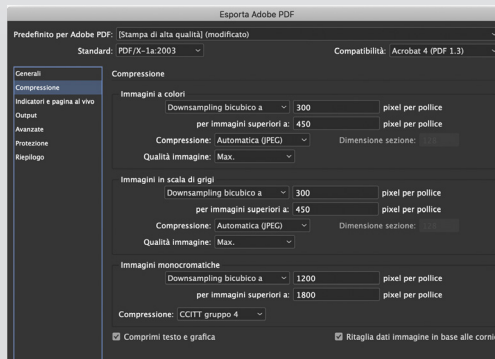 Esporta Adobe PDF
Predefinito per Adobe PDF: [Stampa di alta qualità] (modificato)
Standard: PDF/X-1a:2003 Compatibilità: Acrobat 4 (PDF 1.3)
Generali
Compressione
Indicatori e pagina al vivo
Output
Avanzate
Protezione
Riepilogo
Compressione
Immagini a colori
Downsampling bicubico a 300 pixel per pollice
per immagini superiori a: 450 pixel per pollice
Compressione: Automatica (JPEG) Dimensione sezione: 128
Qualità immagine: Max.
Immagini in scala di grigi
Downsampling bicubico a 300 pixel per pollice
per immagini superiori a: 450 pixel per pollice
Compressione: Automatica (JPEG) Dimensione sezione: 128
Qualità immagine: Max.
Immagini monocromatiche
Downsampling bicubico a 1200 pixel per pollice
per immagini superiori a: 1800 pixel per pollice
Compressione: CCITT gruppo 4
Comprimi testo e grafica Ritaglia dati immagine in base alle corni